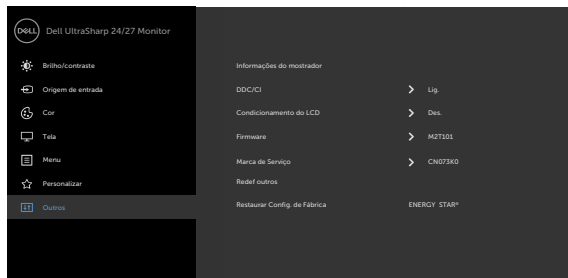 DELL
Dell UltraSharp 24/27 Monitor
Brilho/contraste
Origem de entrada
Cor
Tela
Menu
Personalizar
Outros
Informações do mostrador
DDC/CI Lig.
Condicionamento do LCD Des.
Firmware M2T101
Marca de Serviço CN073K0
Redef outros
Restaurar Config. de Fábrica ENERGY STAR®